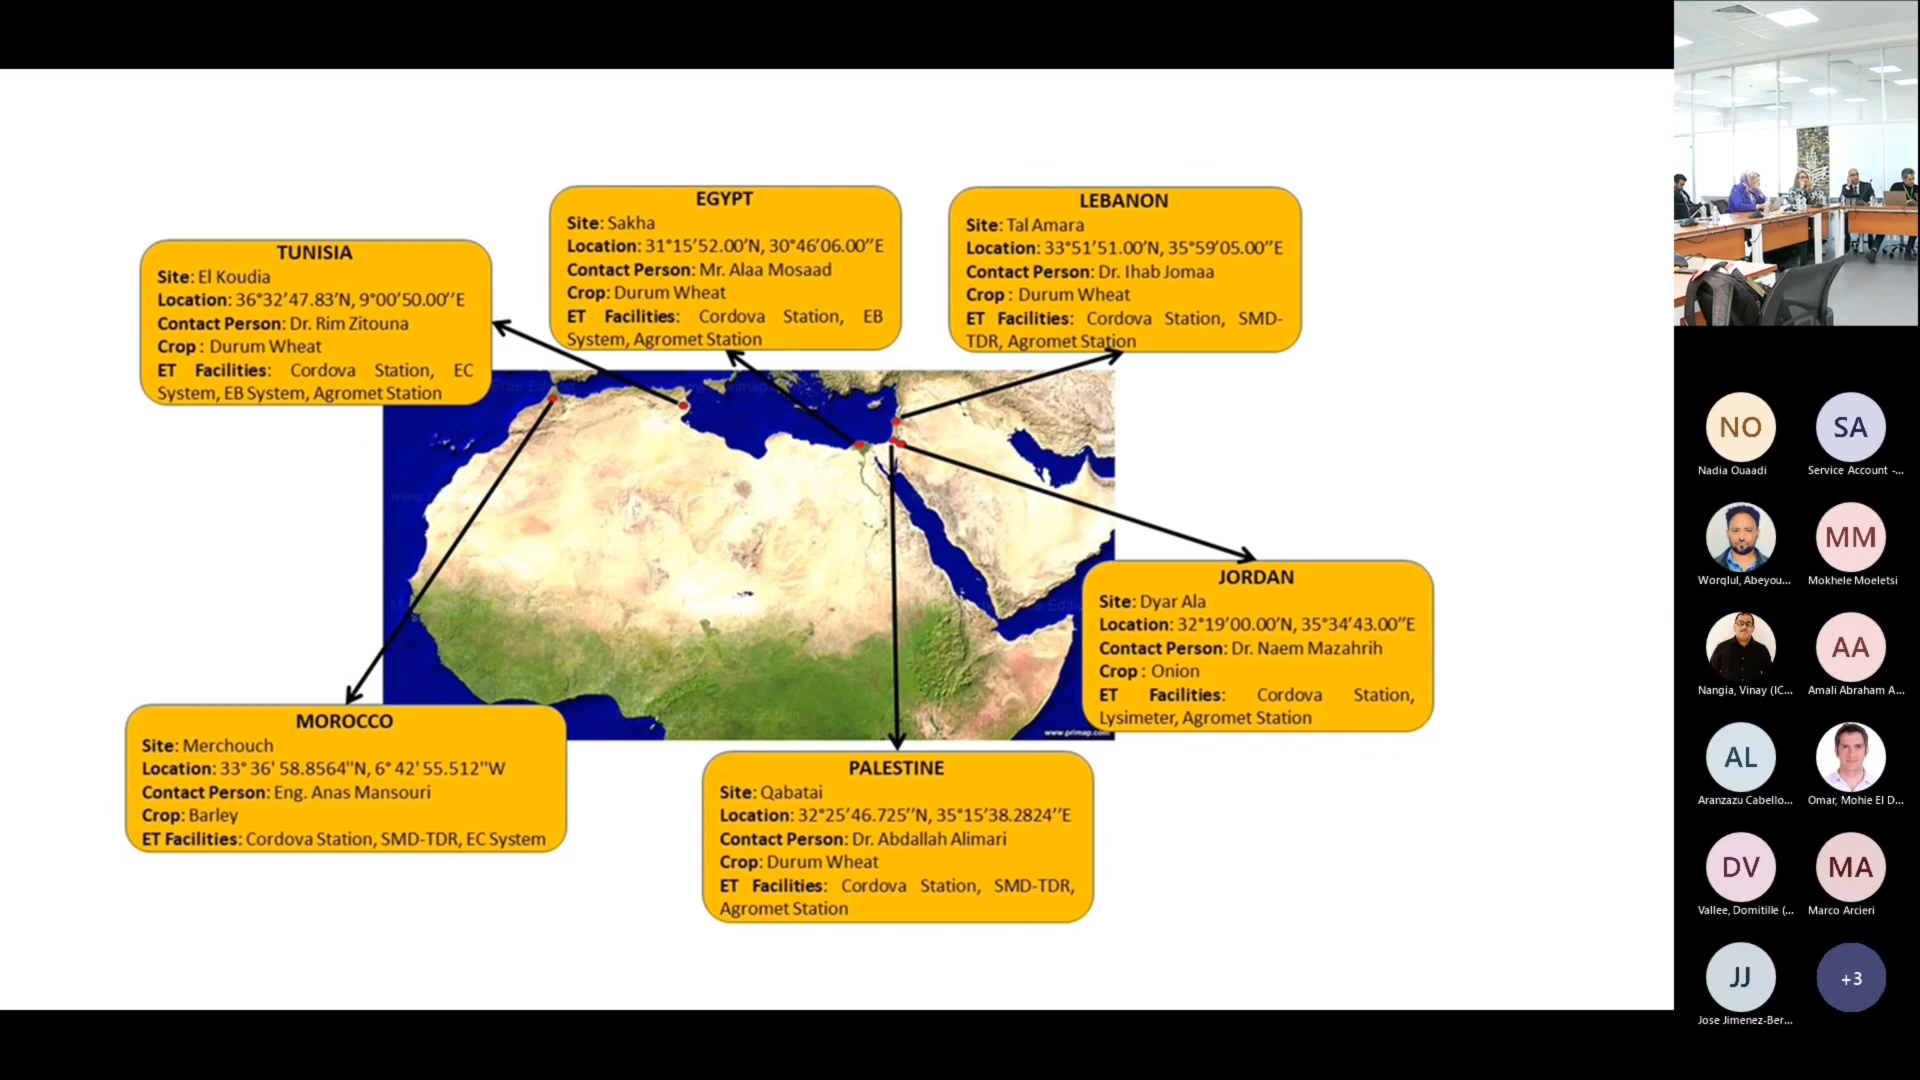 EGYPT
Site: Sakha
Location: 31°15’52.00’N, 30°46’06.00’’E
Contact Person: Mr. Alaa Mosaad
Crop: Durum Wheat
ET Facilities: Cordova Station, EB
System, Agromet Station
LEBANON
Site: Tal Amara
Location: 33°51’51.00’N, 35°59’05.00’’E
Contact Person: Dr. Ihab Jomaa
Crop : Durum Wheat
ET Facilities: Cordova Station, SMD-
TDR, Agromet Station
TUNISIA
Site: El Koudia
Location: 36°32’47.83’N, 9°00’50.00’’E
Contact Person: Dr. Rim Zitouna
Crop : Durum Wheat
ET Facilities: Cordova Station, EC
System, EB System, Agromet Station
JORDAN
Site: Dyar Ala
Location: 32°19’00.00’N, 35°34’43.00’’E
Contact Person: Dr. Naem Mazahrih
Crop : Onion
ET Facilities: Cordova Station,
Lysimeter, Agromet Station
MOROCCO
Site: Merchouch
Location: 33° 36' 58.8564"N, 6° 42' 55.512"W
Contact Person: Eng. Anas Mansouri
Crop: Barley
ET Facilities: Cordova Station, SMD-TDR, EC System
PALESTINE
Site: Qabatai
Location: 32°25’46.725’’N, 35°15’38.2824’’E
Contact Person: Dr. Abdallah Alimari
Crop: Durum Wheat
ET Facilities: Cordova Station, SMD-TDR,
Agromet Station
NO SA
Nadia Ouaadi Service Account -...
MM
Worqlul, Abeyou... Mokhele Moeletsi
AA
Nangia, Vinay (IC... Amali Abraham A...
AL
Aranzazu Cabello... Omar, Mohie El D...
DV MA
Vallee, Domitille (... Marco Arcieri
JJ +3
Jose Jimenez-Ber...